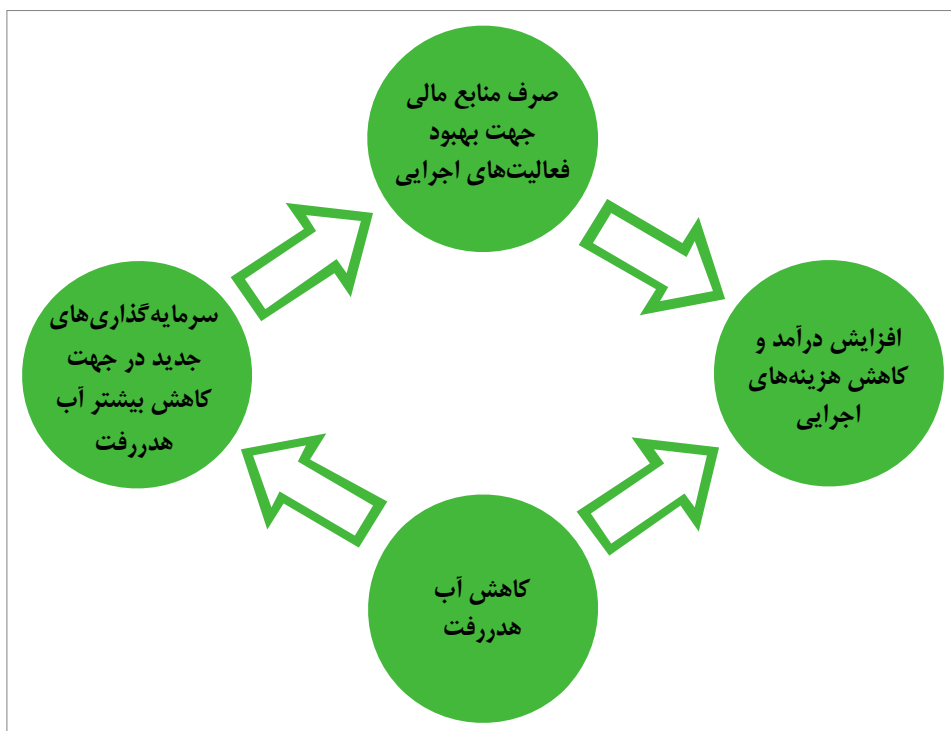 صرف منابع مالی
جهت بهبود
فعالیت‌های اجرایی
افزایش درآمد و
کاهش هزینه‌های
اجرایی
سرمایه‌گذاری‌های
جدید در جهت
کاهش بیشتر آب
هدررفت
کاهش آب
هدررفت